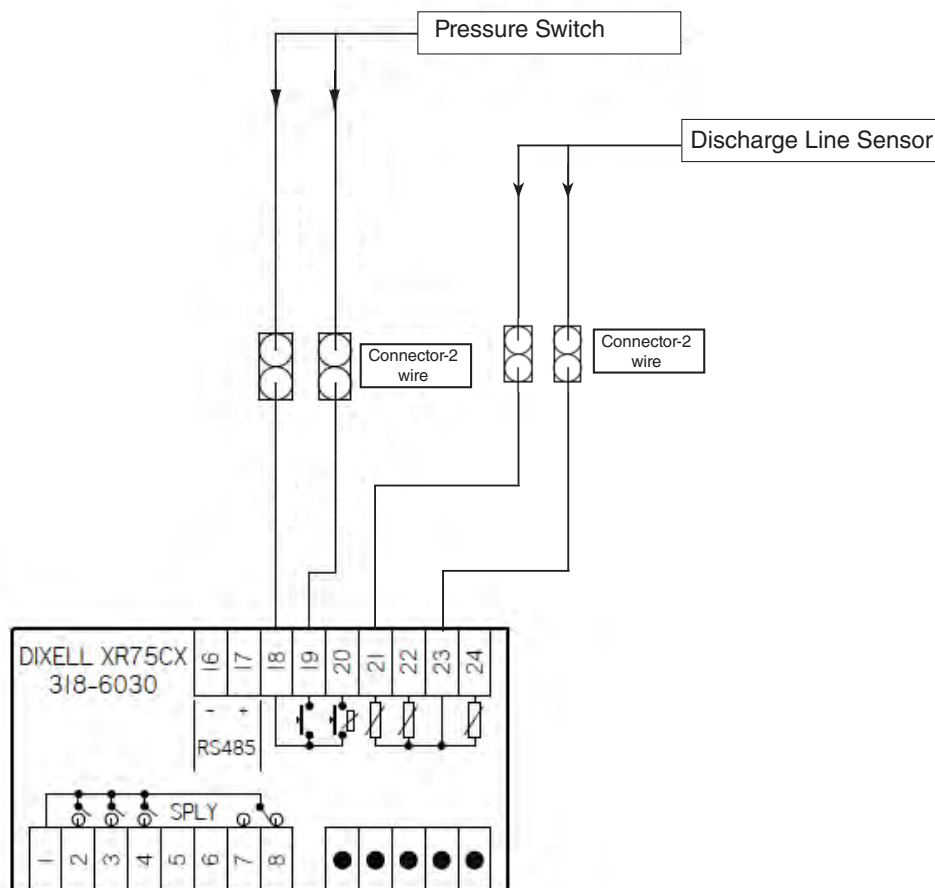 Pressure Switch
Discharge Line Sensor
Connector-2
wire
Connector-2
wire
DIXELL XR75CX
318-6030
16 17 18 19 20 21 22 23 24
- +
RS485
SPLY
1 2 3 4 5 6 7 8